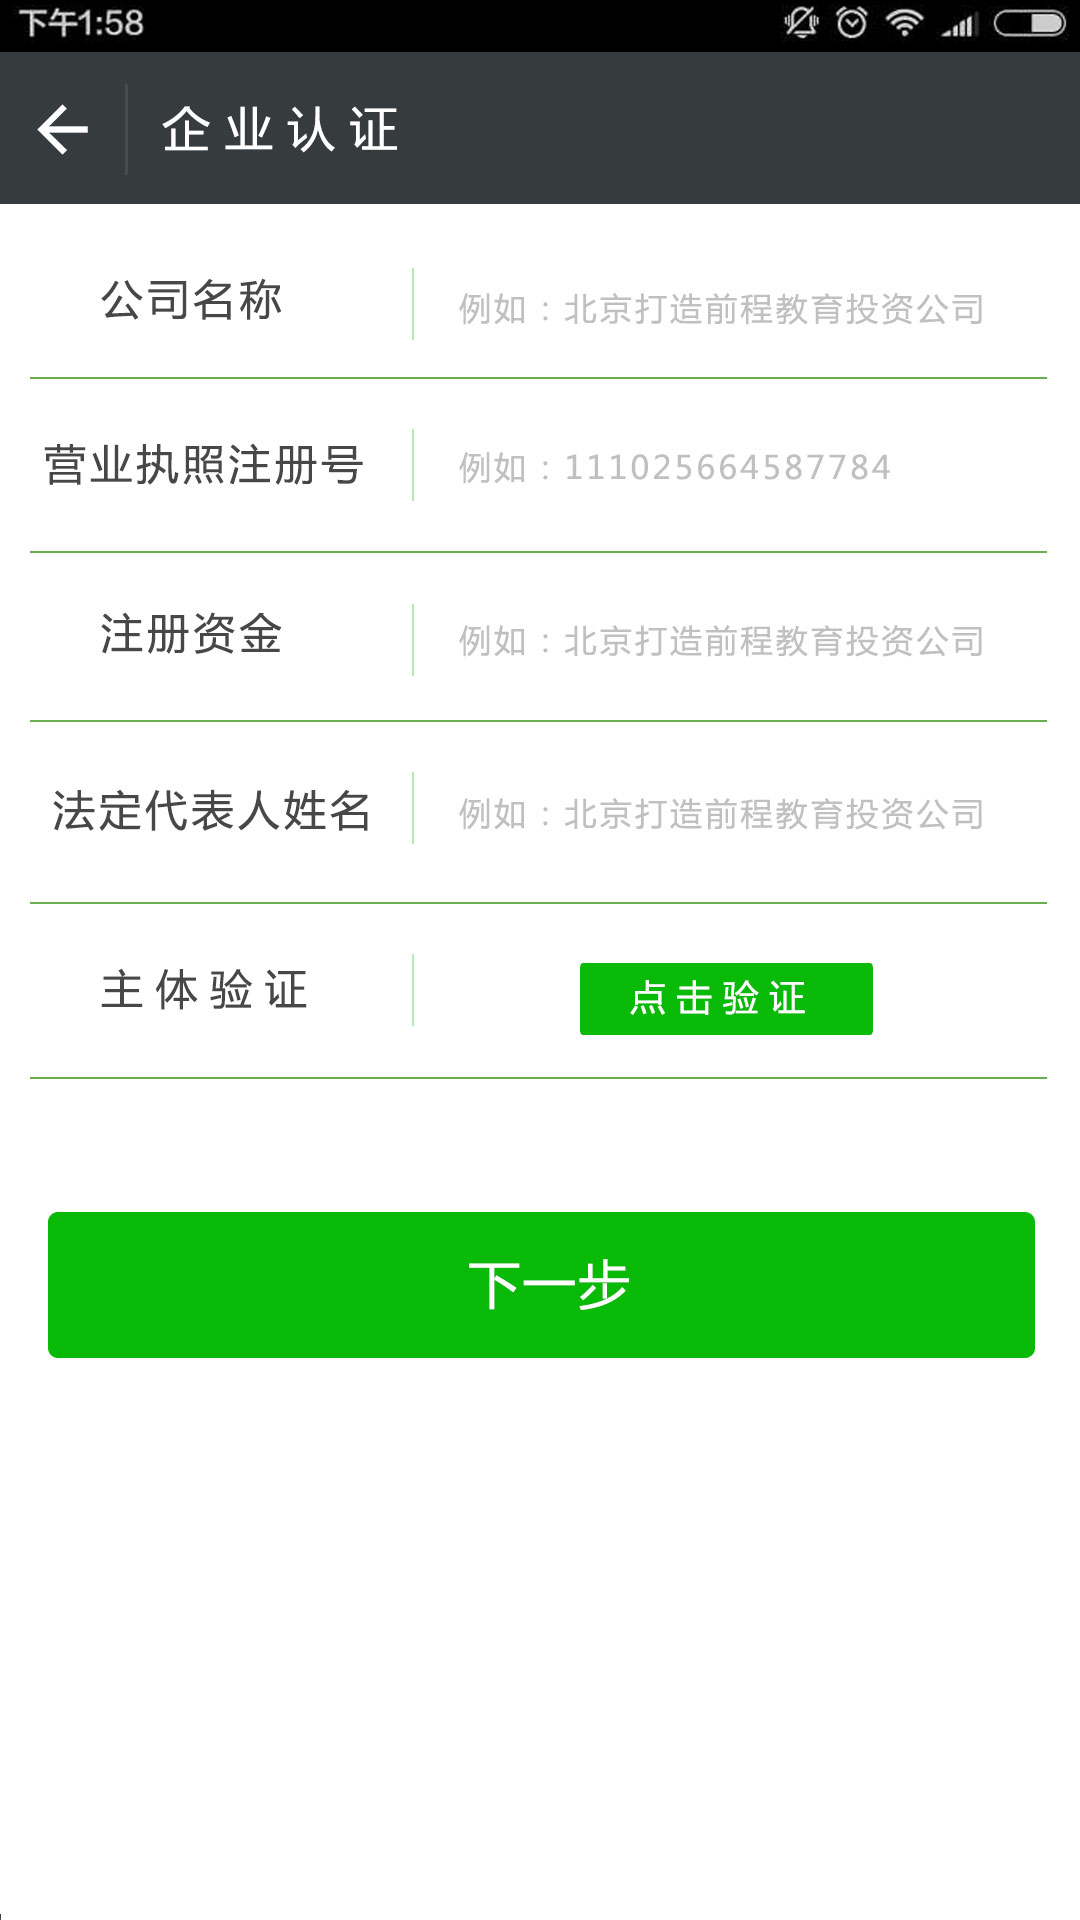 下午1:58
企业认证
公司名称 例如：北京打造前程教育投资公司
营业执照注册号 例如：111025664587784
注册资金 例如：北京打造前程教育投资公司
法定代表人姓名 例如：北京打造前程教育投资公司
主体验证 点击验证
下一步